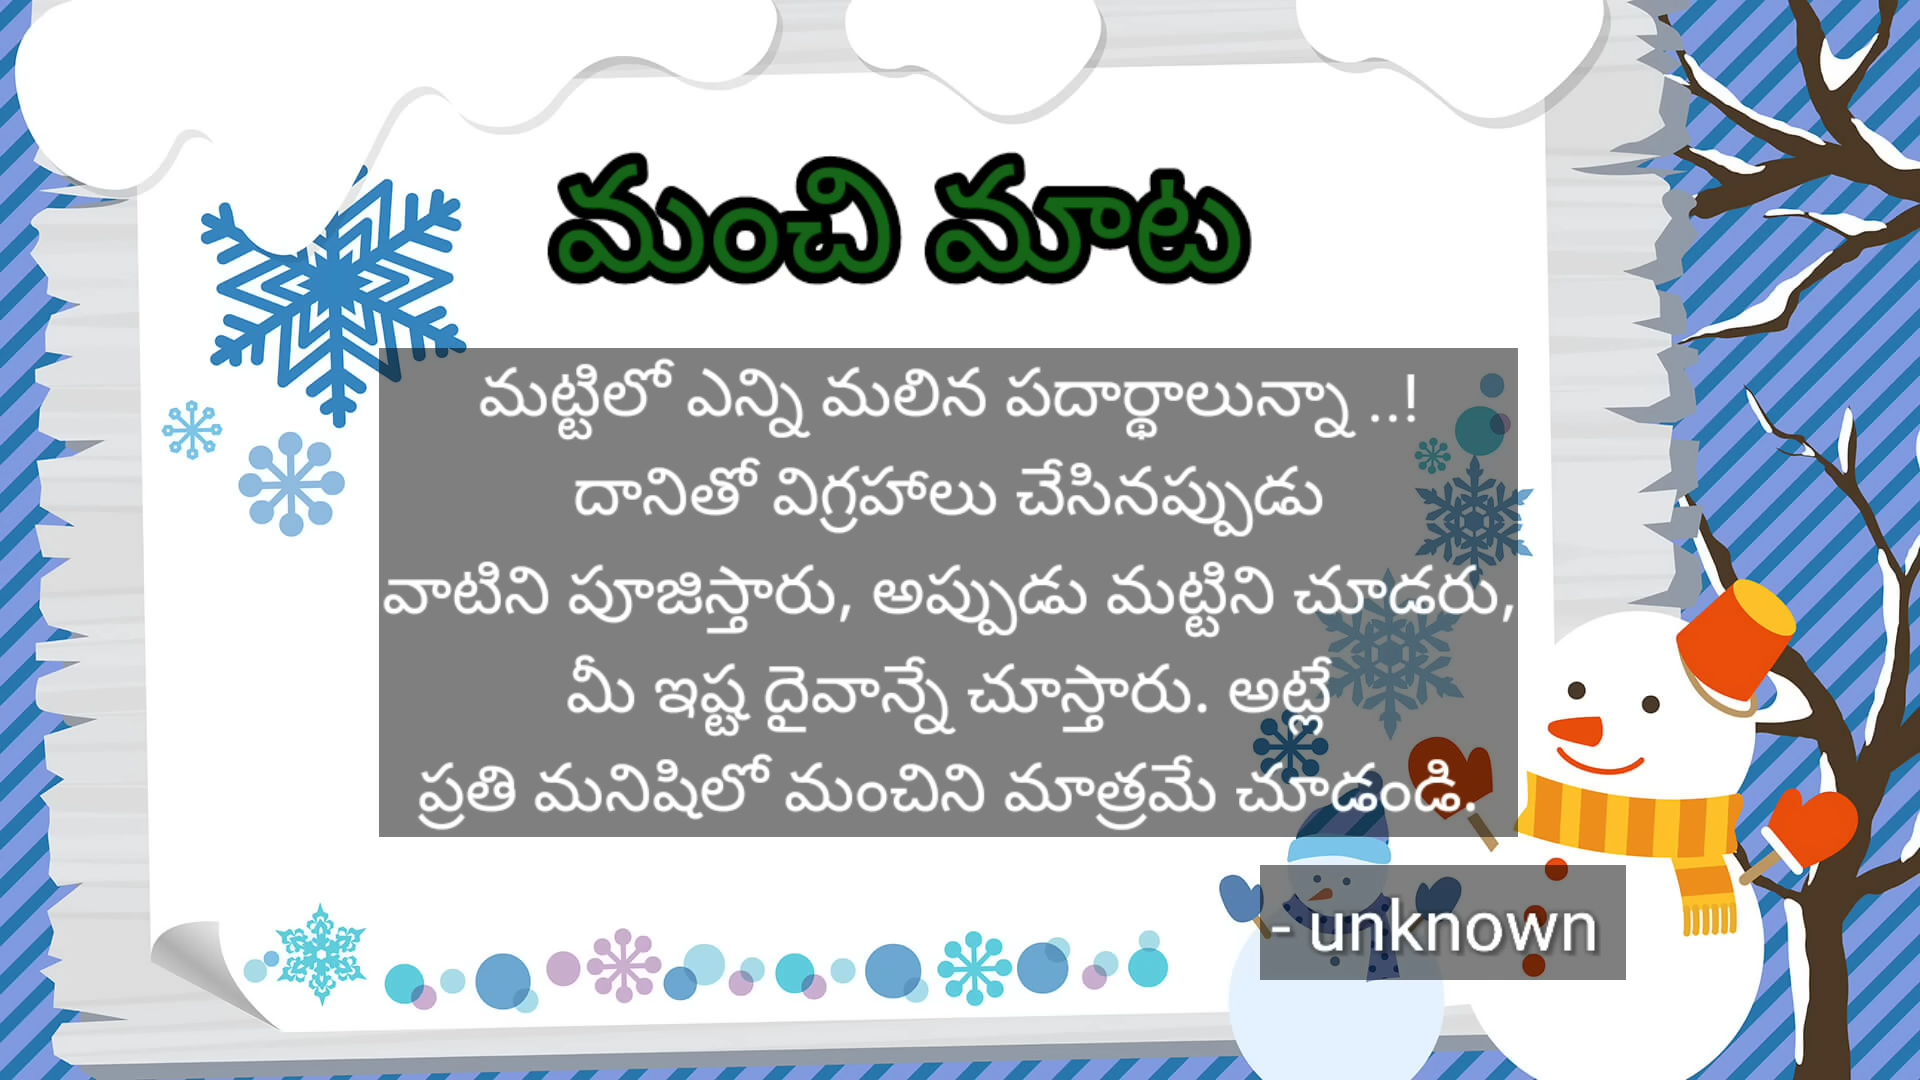 మంచి మాట
మట్టిలో ఎన్ని మలిన పదార్థాలున్నా ..!
దానితో విగ్రహాలు చేసినప్పుడు
వాటిని పూజిస్తారు, అప్పుడు మట్టిని చూడరు,
మీ ఇష్ట దైవాన్నే చూస్తారు. అట్లే
ప్రతి మనిషిలో మంచిని మాత్రమే చూడండి.
- unknown